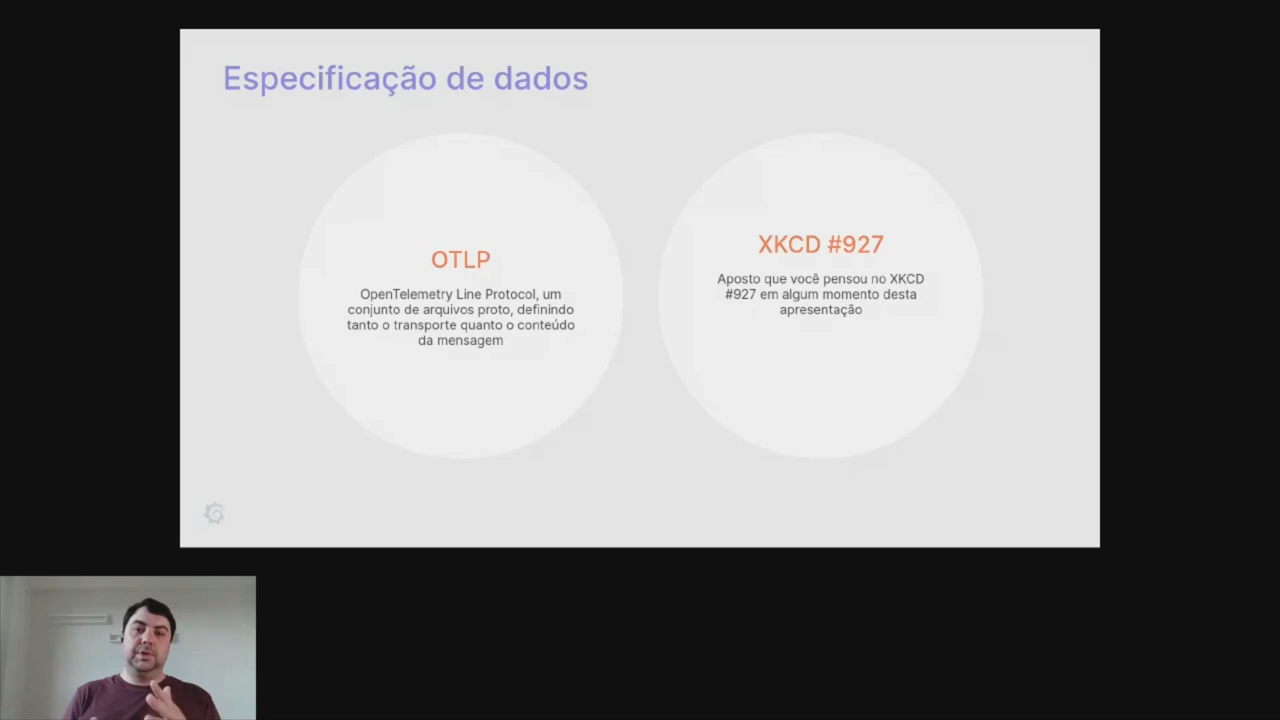 Especificação de dados
OTLP
OpenTelemetry Line Protocol, um
conjunto de arquivos proto, definindo
tanto o transporte quanto o conteúdo
da mensagem
XKCD #927
Aposto que você pensou no XKCD
#927 em algum momento desta
apresentação